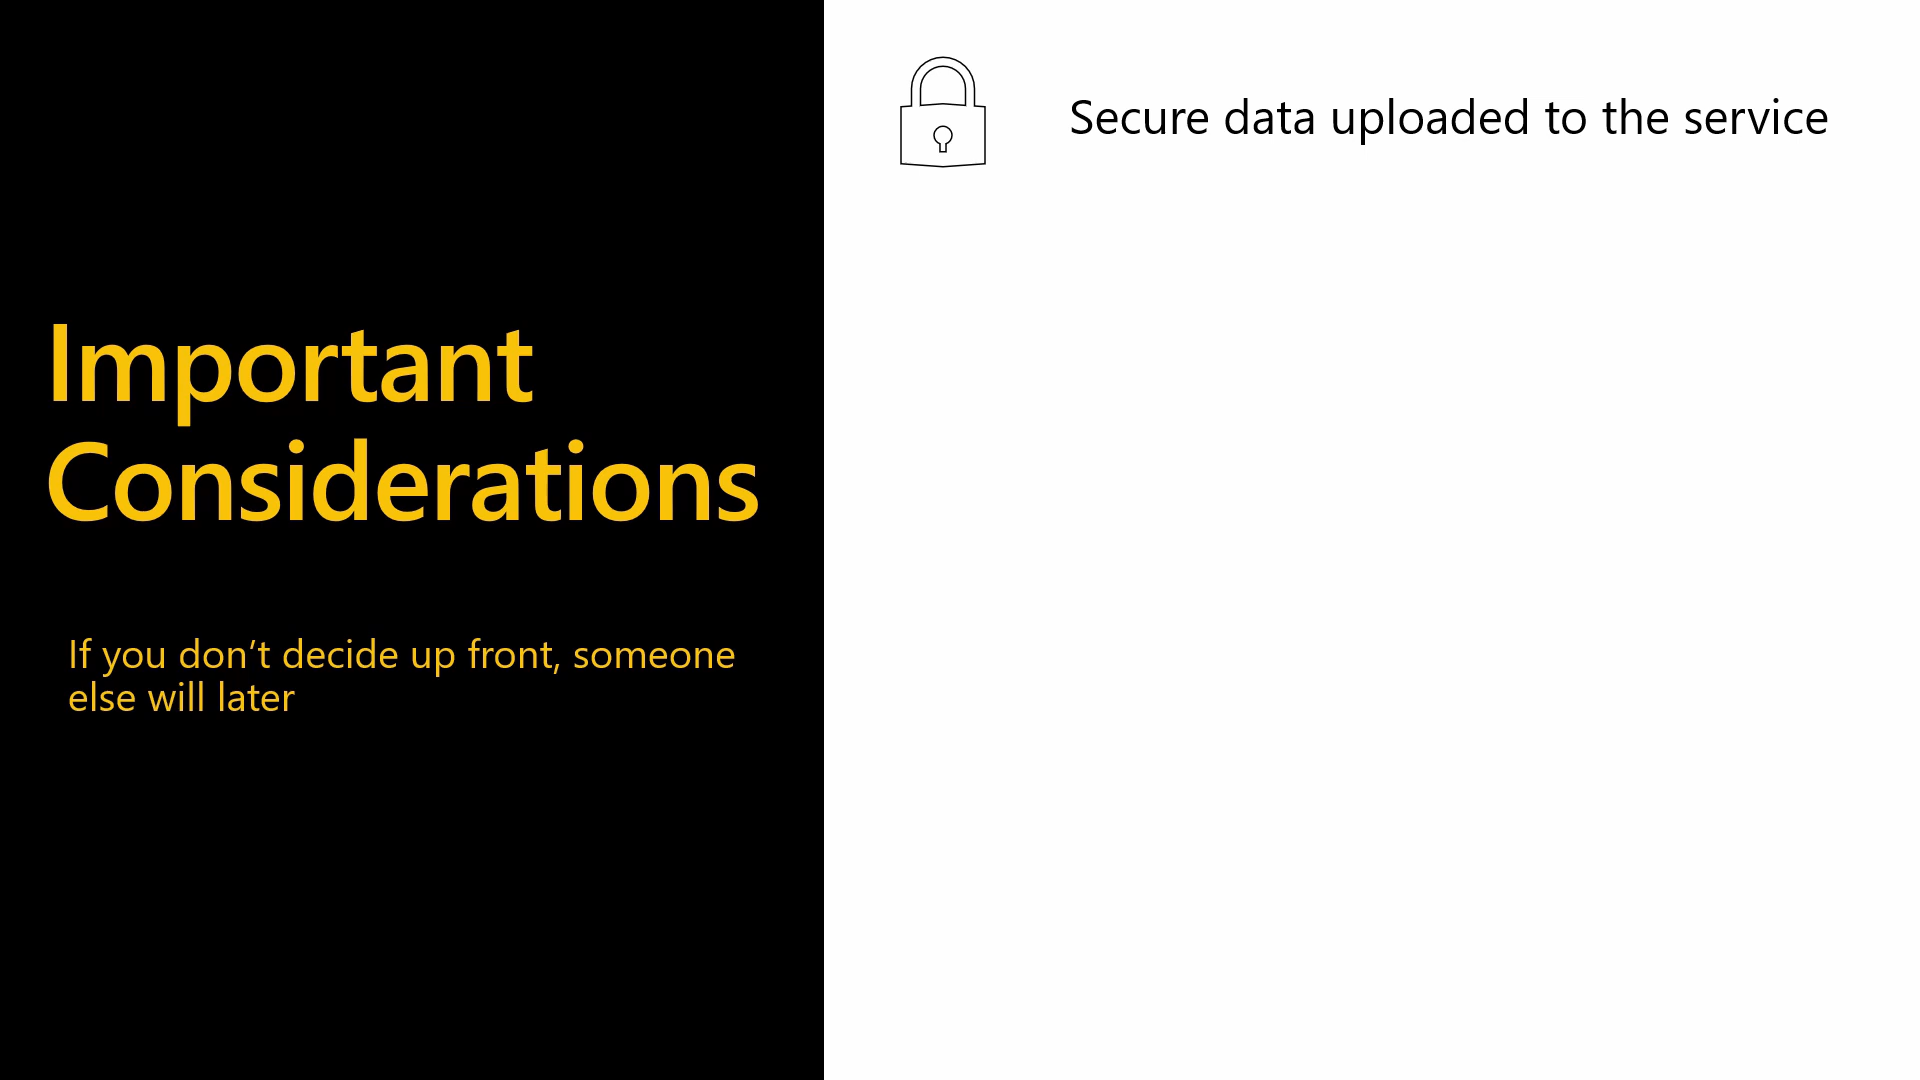 Important
Considerations
If you don’t decide up front, someone
else will later
Secure data uploaded to the service